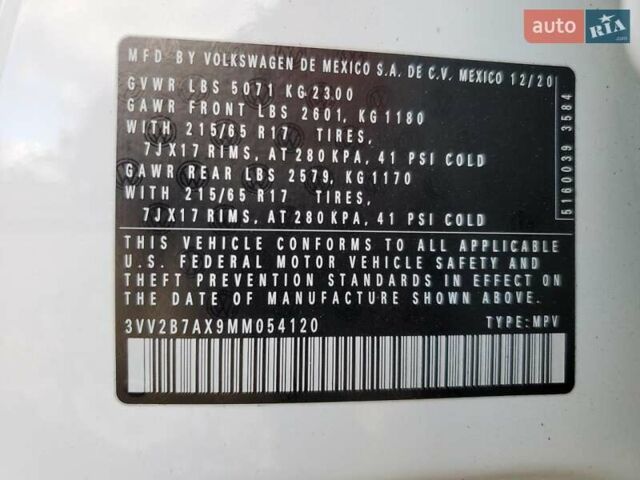 auto RIA
.com
MFD BY VOLKSWAGEN DE MEXICO S.A. DE C.V. MEXICO 12/20
GVWR LBS 5071 KG 2300
GAWR FRONT LBS 2601, KG 1180
WITH 215/65 R17 TIRES,
7JX17 RIMS, AT 280 KPA, 41 PSI COLD
GAWR REAR LBS 2579, KG 1170
WITH 215/65 R17 TIRES,
7JX17 RIMS, AT 280 KPA, 41 PSI COLD
5160039 3584
THIS VEHICLE CONFORMS TO ALL APPLICABLE
U.S. FEDERAL MOTOR VEHICLE SAFETY AND
THEFT PREVENTION STANDARDS IN EFFECT ON
THE DATE OF MANUFACTURE SHOWN ABOVE.
3VV2B7AX9MM054120 TYPE: MPV